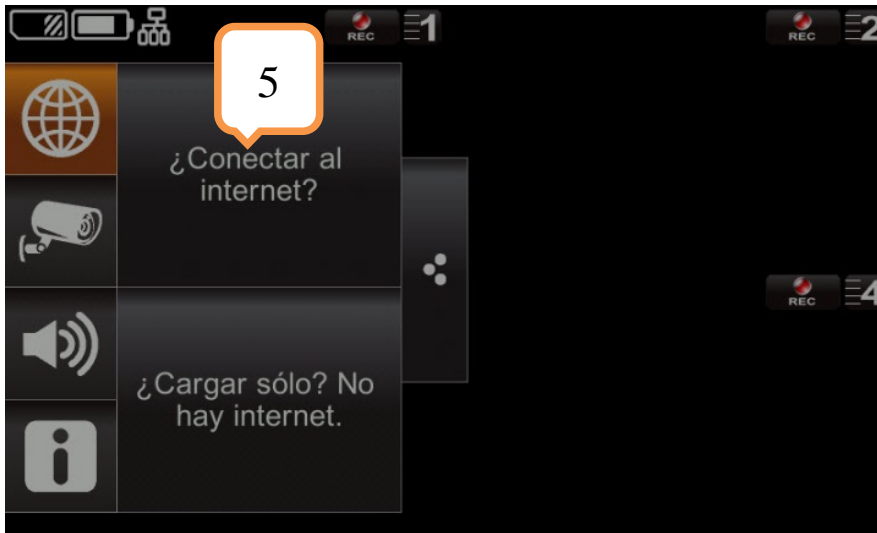 REC 1
REC 2
5
¿Conectar al
internet?
REC 4
¿Cargar sólo? No
hay internet.